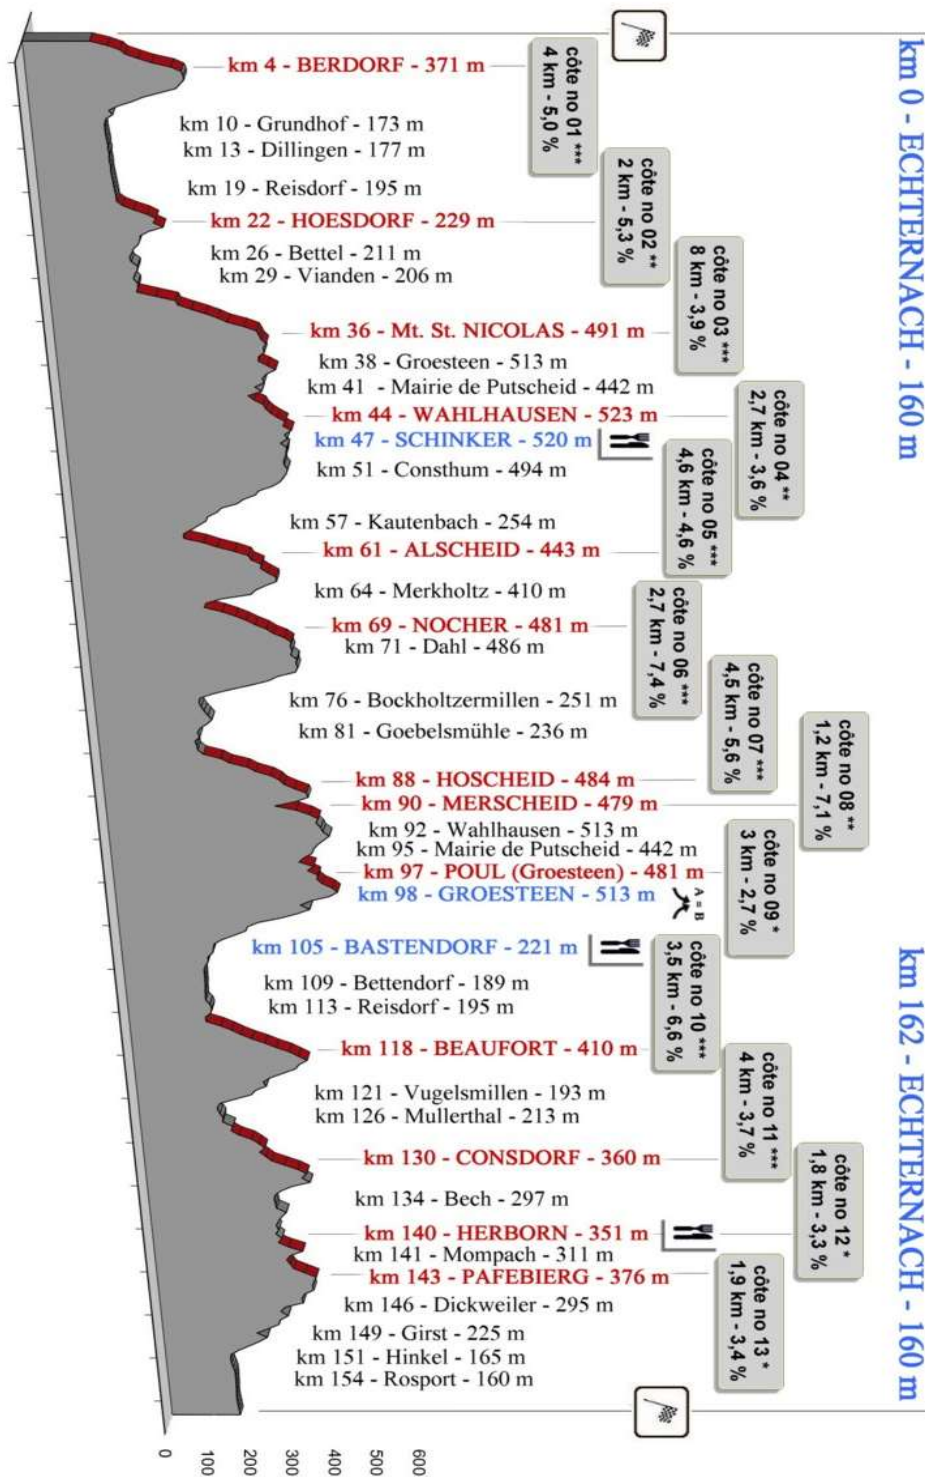 km 0 - ECHTERNACH - 160 m
km 162 - ECHTERNACH - 160 m
côte no 01 ***
4 km - 5,0 %
côte no 02 **
2 km - 5,3 %
côte no 03 ***
8 km - 3,9 %
côte no 04 **
2,7 km - 3,6 %
côte no 05 ***
4,6 km - 4,6 %
côte no 06 ***
2,7 km - 7,4 %
côte no 07 ***
4,5 km - 5,6 %
côte no 08 **
1,2 km - 7,1 %
côte no 09 *
3 km - 2,7 %
côte no 10 ***
3,5 km - 6,6 %
côte no 11 ***
4 km - 3,7 %
côte no 12 *
1,8 km - 3,3 %
côte no 13 *
1,9 km - 3,4 %
km 4 - BERDORF - 371 m
km 10 - Grundhof - 173 m
km 13 - Dillingen - 177 m
km 19 - Reisdorf - 195 m
km 22 - HOESDORF - 229 m
km 26 - Bettel - 211 m
km 29 - Vianden - 206 m
km 36 - Mt. St. NICOLAS - 491 m
km 38 - Groesteen - 513 m
km 41 - Mairie de Putscheid - 442 m
km 44 - WAHLHAUSEN - 523 m
km 47 - SCHINKER - 520 m
km 51 - Consthum - 494 m
km 57 - Kautenbach - 254 m
km 61 - ALSCHEID - 443 m
km 64 - Merkholtz - 410 m
km 69 - NOCHER - 481 m
km 71 - Dahl - 486 m
km 76 - Bockholtzermillen - 251 m
km 81 - Goebelsmühle - 236 m
km 88 - HOSCHEID - 484 m
km 90 - MERSCHEID - 479 m
km 92 - Wahlhausen - 513 m
km 95 - Mairie de Putscheid - 442 m
km 97 - POUL (Groesteen) - 481 m
km 98 - GROESTEEN - 513 m
A = B
km 105 - BASTENDORF - 221 m
km 109 - Bettendorf - 189 m
km 113 - Reisdorf - 195 m
km 118 - BEAUFORT - 410 m
km 121 - Vugelsmillen - 193 m
km 126 - Mullerthal - 213 m
km 130 - CONSDORF - 360 m
km 134 - Bech - 297 m
km 140 - HERBORN - 351 m
km 141 - Mompach - 311 m
km 143 - PAFEBIERG - 376 m
km 146 - Dickweiler - 295 m
km 149 - Girst - 225 m
km 151 - Hinkel - 165 m
km 154 - Rosport - 160 m
600
500
400
300
200
100
0